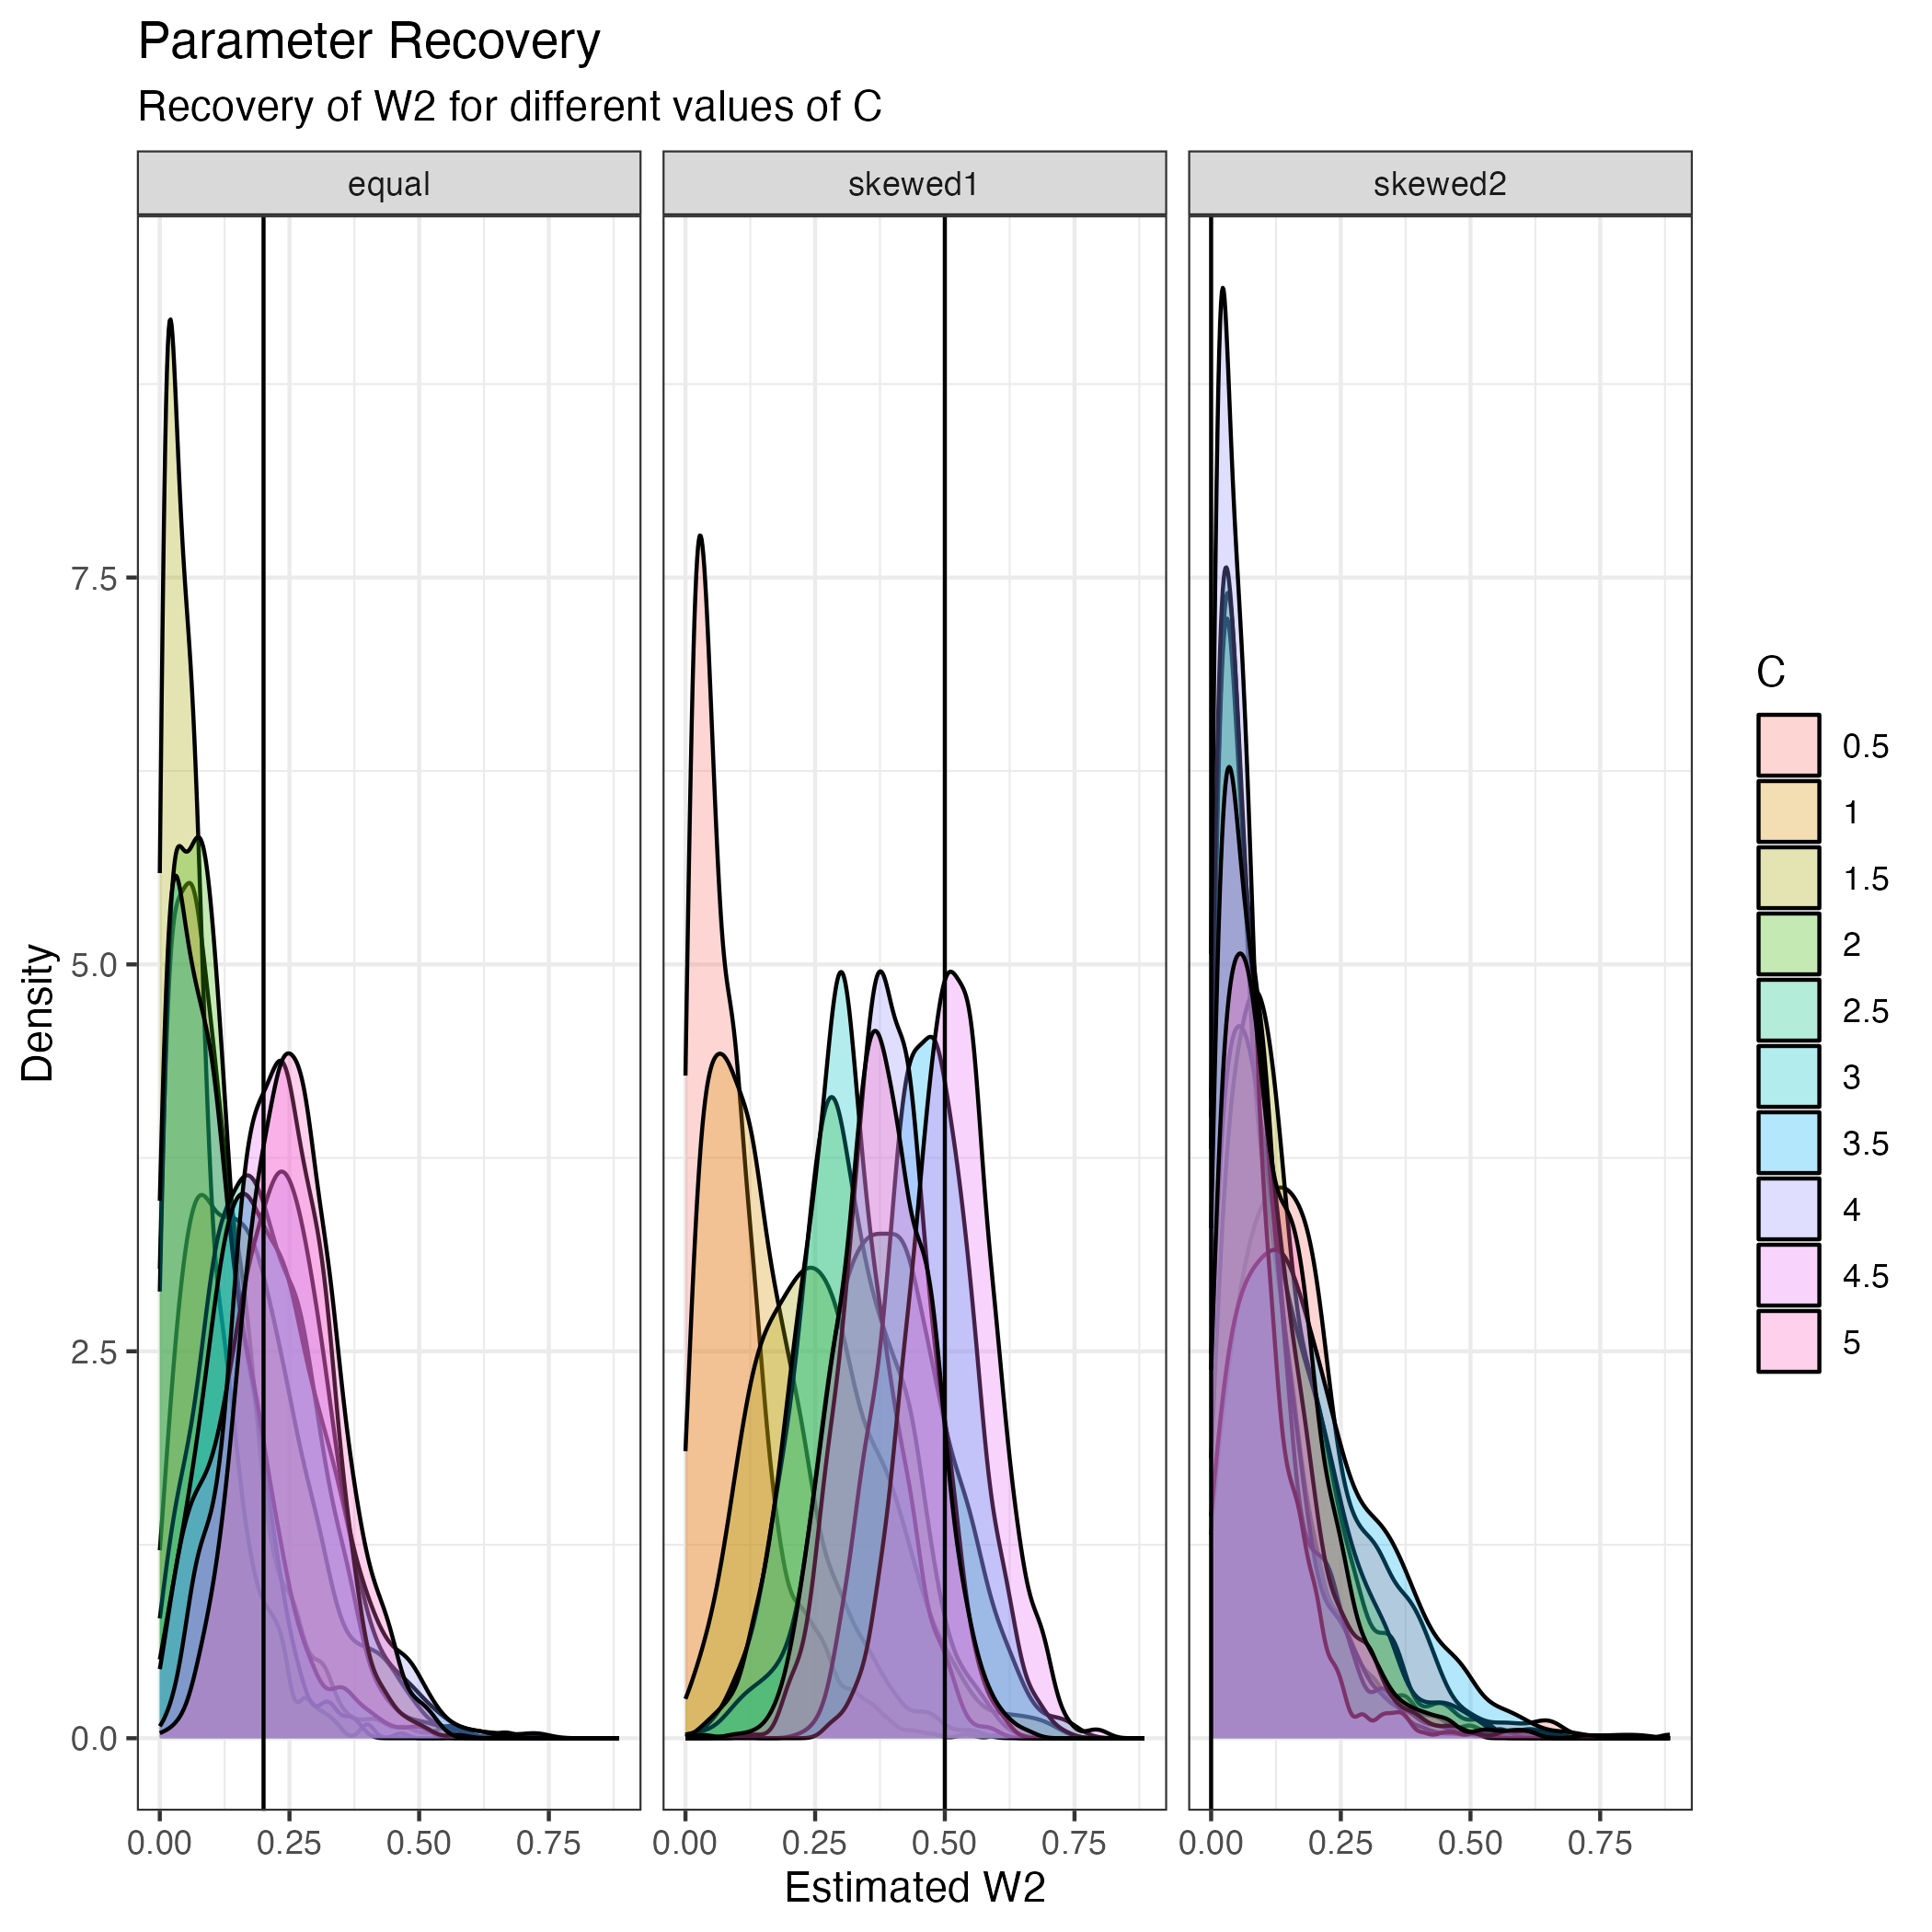 Parameter Recovery
Recovery of W2 for different values of C
equal
skewed1
skewed2
Density
7.5
5.0
2.5
0.0
0.00 0.25 0.50 0.75
0.00 0.25 0.50 0.75
0.00 0.25 0.50 0.75
Estimated W2
C
0.5
1
1.5
2
2.5
3
3.5
4
4.5
5